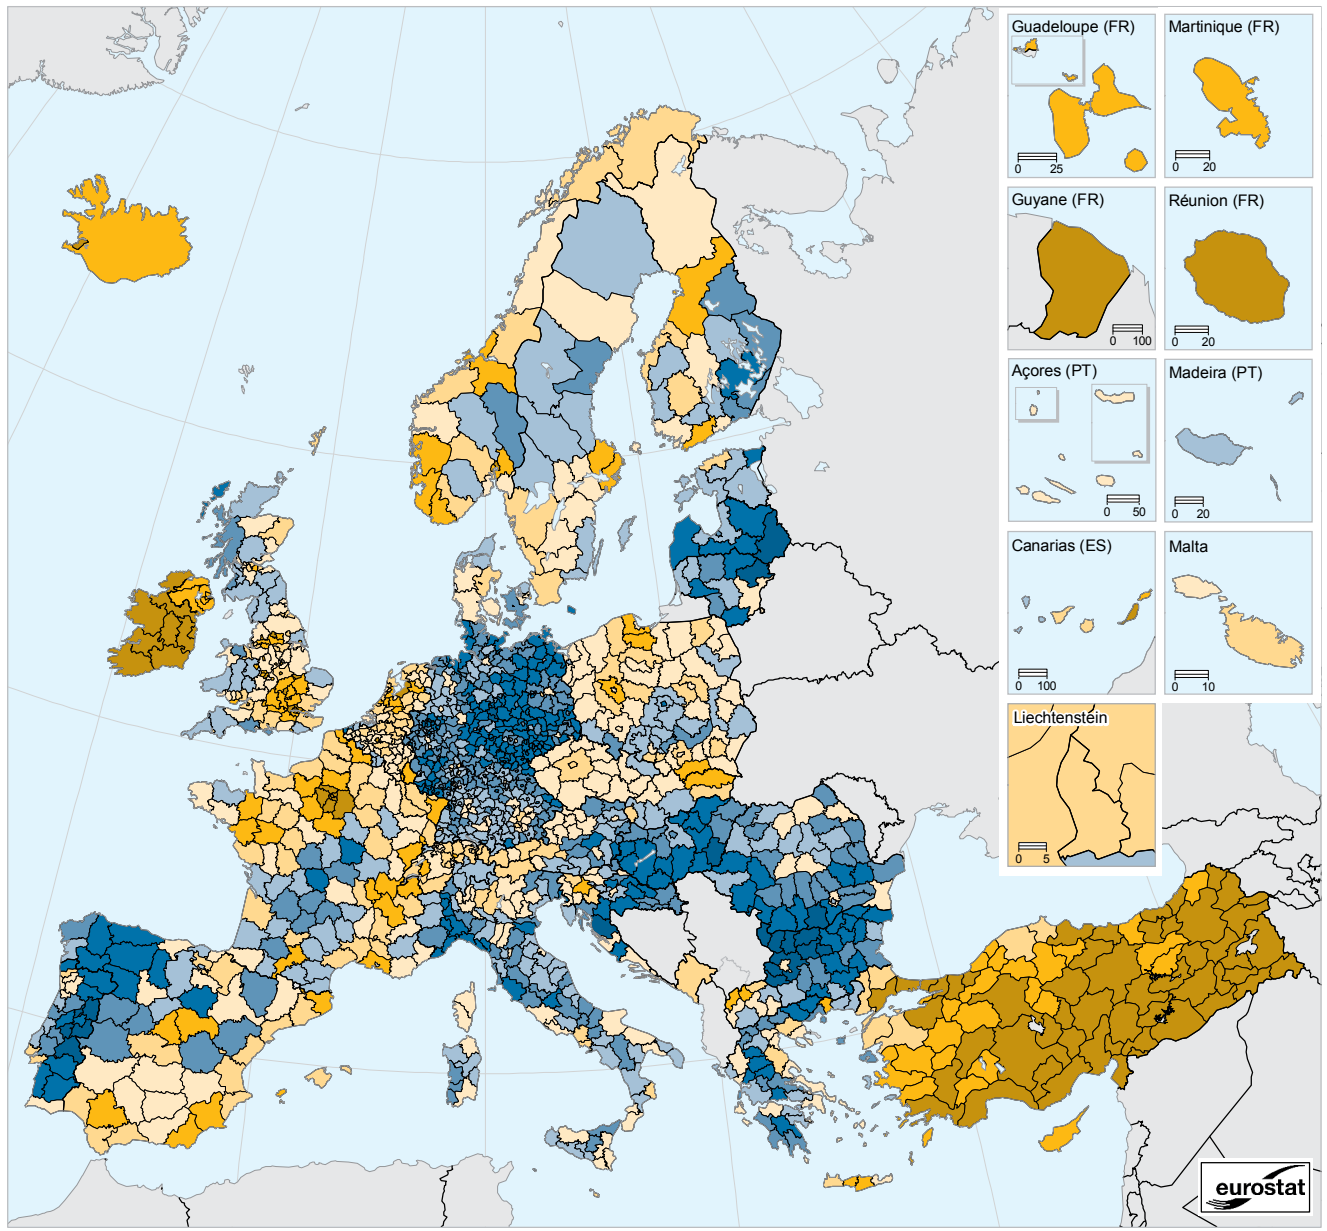 Guadeloupe (FR)
0 25
Martinique (FR)
0 20
Guyane (FR)
0 100
Réunion (FR)
0 20
Açores (PT)
0 50
Madeira (PT)
0 20
Canarias (ES)
0 100
Malta
0 10
Liechtenstein
0 5
eurostat